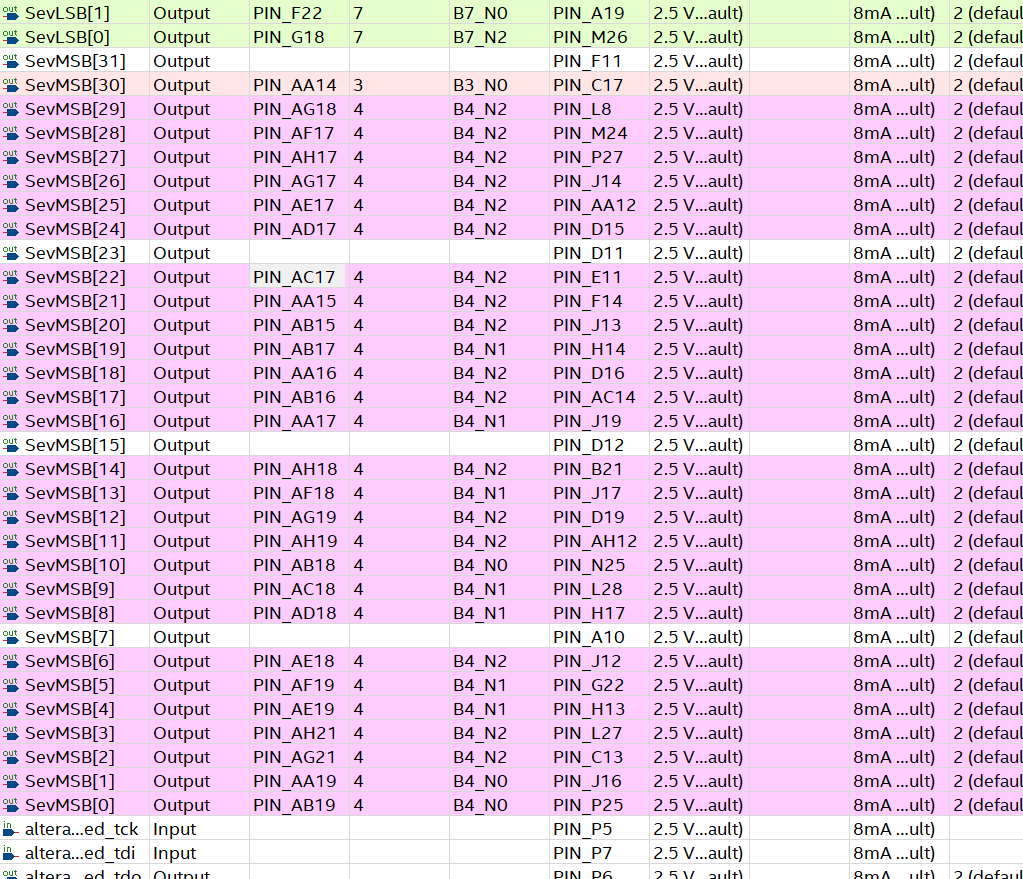 out SevLSB[1] Output PIN_F22 7 B7_N0 PIN_A19 2.5 V...ault) 8mA ...ult) 2 (defaul
out SevLSB[0] Output PIN_G18 7 B7_N2 PIN_M26 2.5 V...ault) 8mA ...ult) 2 (defaul
out SevMSB[31] Output PIN_F11 2.5 V...ault) 8mA ...ult) 2 (defaul
out SevMSB[30] Output PIN_AA14 3 B3_N0 PIN_C17 2.5 V...ault) 8mA ...ult) 2 (defaul
out SevMSB[29] Output PIN_AG18 4 B4_N2 PIN_L8 2.5 V...ault) 8mA ...ult) 2 (defaul
out SevMSB[28] Output PIN_AF17 4 B4_N2 PIN_M24 2.5 V...ault) 8mA ...ult) 2 (defaul
out SevMSB[27] Output PIN_AH17 4 B4_N2 PIN_P27 2.5 V...ault) 8mA ...ult) 2 (defaul
out SevMSB[26] Output PIN_AG17 4 B4_N2 PIN_J14 2.5 V...ault) 8mA ...ult) 2 (defaul
out SevMSB[25] Output PIN_AE17 4 B4_N2 PIN_AA12 2.5 V...ault) 8mA ...ult) 2 (defaul
out SevMSB[24] Output PIN_AD17 4 B4_N2 PIN_D15 2.5 V...ault) 8mA ...ult) 2 (defaul
out SevMSB[23] Output PIN_D11 2.5 V...ault) 8mA ...ult) 2 (defaul
out SevMSB[22] Output PIN_AC17 4 B4_N2 PIN_E11 2.5 V...ault) 8mA ...ult) 2 (defaul
out SevMSB[21] Output PIN_AA15 4 B4_N2 PIN_F14 2.5 V...ault) 8mA ...ult) 2 (defaul
out SevMSB[20] Output PIN_AB15 4 B4_N2 PIN_J13 2.5 V...ault) 8mA ...ult) 2 (defaul
out SevMSB[19] Output PIN_AB17 4 B4_N1 PIN_H14 2.5 V...ault) 8mA ...ult) 2 (defaul
out SevMSB[18] Output PIN_AA16 4 B4_N2 PIN_D16 2.5 V...ault) 8mA ...ult) 2 (defaul
out SevMSB[17] Output PIN_AB16 4 B4_N2 PIN_AC14 2.5 V...ault) 8mA ...ult) 2 (defaul
out SevMSB[16] Output PIN_AA17 4 B4_N1 PIN_J19 2.5 V...ault) 8mA ...ult) 2 (defaul
out SevMSB[15] Output PIN_D12 2.5 V...ault) 8mA ...ult) 2 (defaul
out SevMSB[14] Output PIN_AH18 4 B4_N2 PIN_B21 2.5 V...ault) 8mA ...ult) 2 (defaul
out SevMSB[13] Output PIN_AF18 4 B4_N1 PIN_J17 2.5 V...ault) 8mA ...ult) 2 (defaul
out SevMSB[12] Output PIN_AG19 4 B4_N2 PIN_D19 2.5 V...ault) 8mA ...ult) 2 (defaul
out SevMSB[11] Output PIN_AH19 4 B4_N2 PIN_AH12 2.5 V...ault) 8mA ...ult) 2 (defaul
out SevMSB[10] Output PIN_AB18 4 B4_N0 PIN_N25 2.5 V...ault) 8mA ...ult) 2 (defaul
out SevMSB[9] Output PIN_AC18 4 B4_N1 PIN_L28 2.5 V...ault) 8mA ...ult) 2 (defaul
out SevMSB[8] Output PIN_AD18 4 B4_N1 PIN_H17 2.5 V...ault) 8mA ...ult) 2 (defaul
out SevMSB[7] Output PIN_A10 2.5 V...ault) 8mA ...ult) 2 (defaul
out SevMSB[6] Output PIN_AE18 4 B4_N2 PIN_J12 2.5 V...ault) 8mA ...ult) 2 (defaul
out SevMSB[5] Output PIN_AF19 4 B4_N1 PIN_G22 2.5 V...ault) 8mA ...ult) 2 (defaul
out SevMSB[4] Output PIN_AE19 4 B4_N1 PIN_H13 2.5 V...ault) 8mA ...ult) 2 (defaul
out SevMSB[3] Output PIN_AH21 4 B4_N2 PIN_L27 2.5 V...ault) 8mA ...ult) 2 (defaul
out SevMSB[2] Output PIN_AG21 4 B4_N2 PIN_C13 2.5 V...ault) 8mA ...ult) 2 (defaul
out SevMSB[1] Output PIN_AA19 4 B4_N0 PIN_J16 2.5 V...ault) 8mA ...ult) 2 (defaul
out SevMSB[0] Output PIN_AB19 4 B4_N0 PIN_P25 2.5 V...ault) 8mA ...ult) 2 (defaul
in altera...ed_tck Input PIN_P5 2.5 V...ault) 8mA ...ult)
in altera...ed_tdi Input PIN_P7 2.5 V...ault) 8mA ...ult)
out altera...ed_tdo Output PIN_P6 2.5 V...ault) 8mA ...ult) 2 (defaul